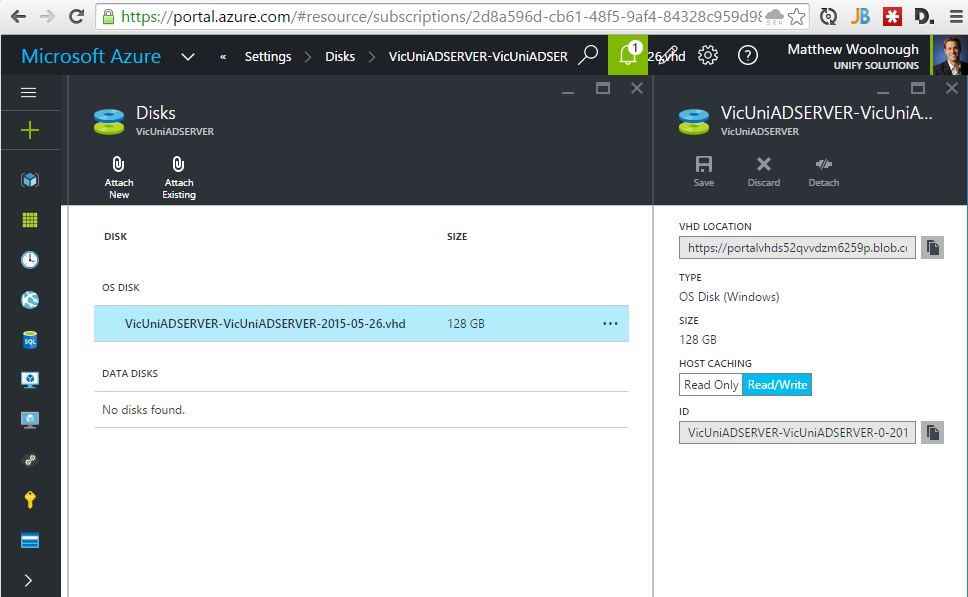 https://portal.azure.com/#resource/subscriptions/2d8a596d-cb61-48f5-9af4-84328c959d98
JB
D.
Microsoft Azure
«
Settings
Disks
VicUniADSERVER-VicUniADSER
1
26.vhd
Matthew Woolnough
UNIFY SOLUTIONS
Disks
VicUniADSERVER
Attach
New
Attach
Existing
DISK
SIZE
OS DISK
VicUniADSERVER-VicUniADSERVER-2015-05-26.vhd
128 GB
...
DATA DISKS
No disks found.
SQL
VicUniADSERVER-VicUniA...
VicUniADSERVER
Save
Discard
Detach
VHD LOCATION
https://portalvhds52qvvdzm6259p.blob.co
TYPE
OS Disk (Windows)
SIZE
128 GB
HOST CACHING
Read Only
Read/Write
ID
VicUniADSERVER-VicUniADSERVER-0-201